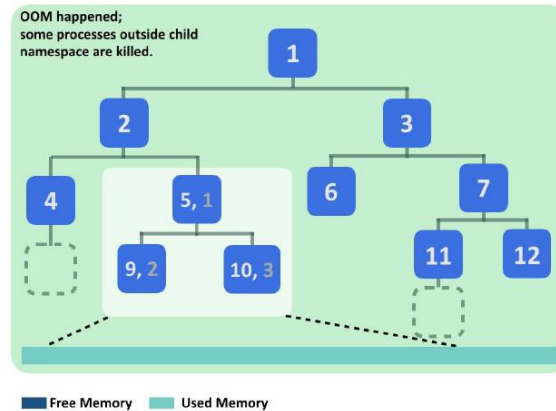 OOM happened;
some processes outside child
namespace are killed.
1
2
3
4
5, 1
6
7
9, 2
10, 3
11
12
Free Memory
Used Memory